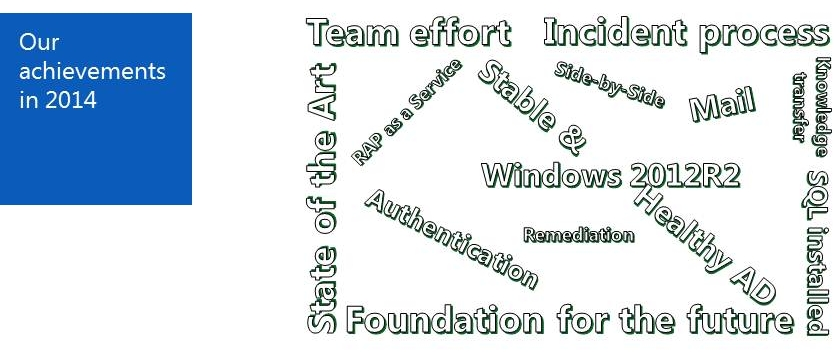 Our
achievements
in 2014
Team effort
Incident process
State of the Art
RAP as a Service
Stable &
Side-by-Side
Mail
Knowledge
transfer
Windows 2012R2
Authentication
Remediation
Healthy AD
SQL installed
Foundation for the future